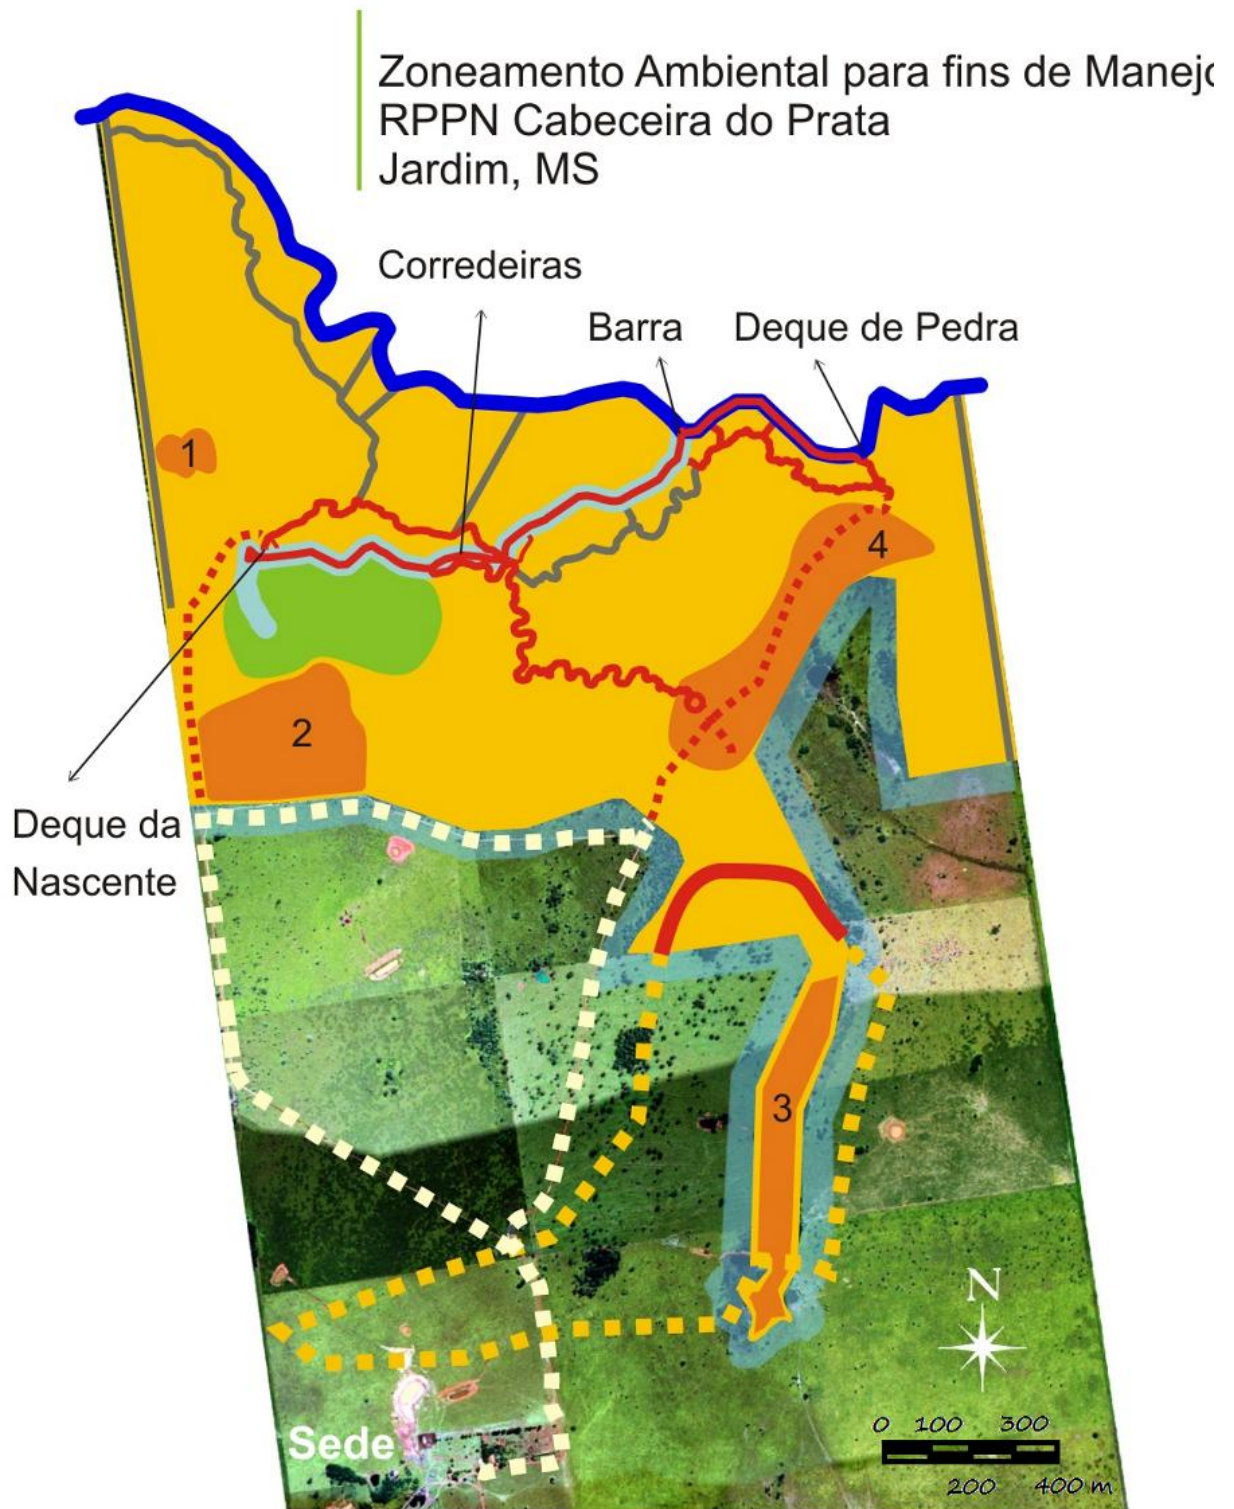 Zoneamento Ambiental para fins de Manejo
RPPN Cabeceira do Prata
Jardim, MS
Corredeiras
Barra
Deque de Pedra
1
4
2
Deque da
Nascente
3
N
0 100 300
200 400 m
Sede